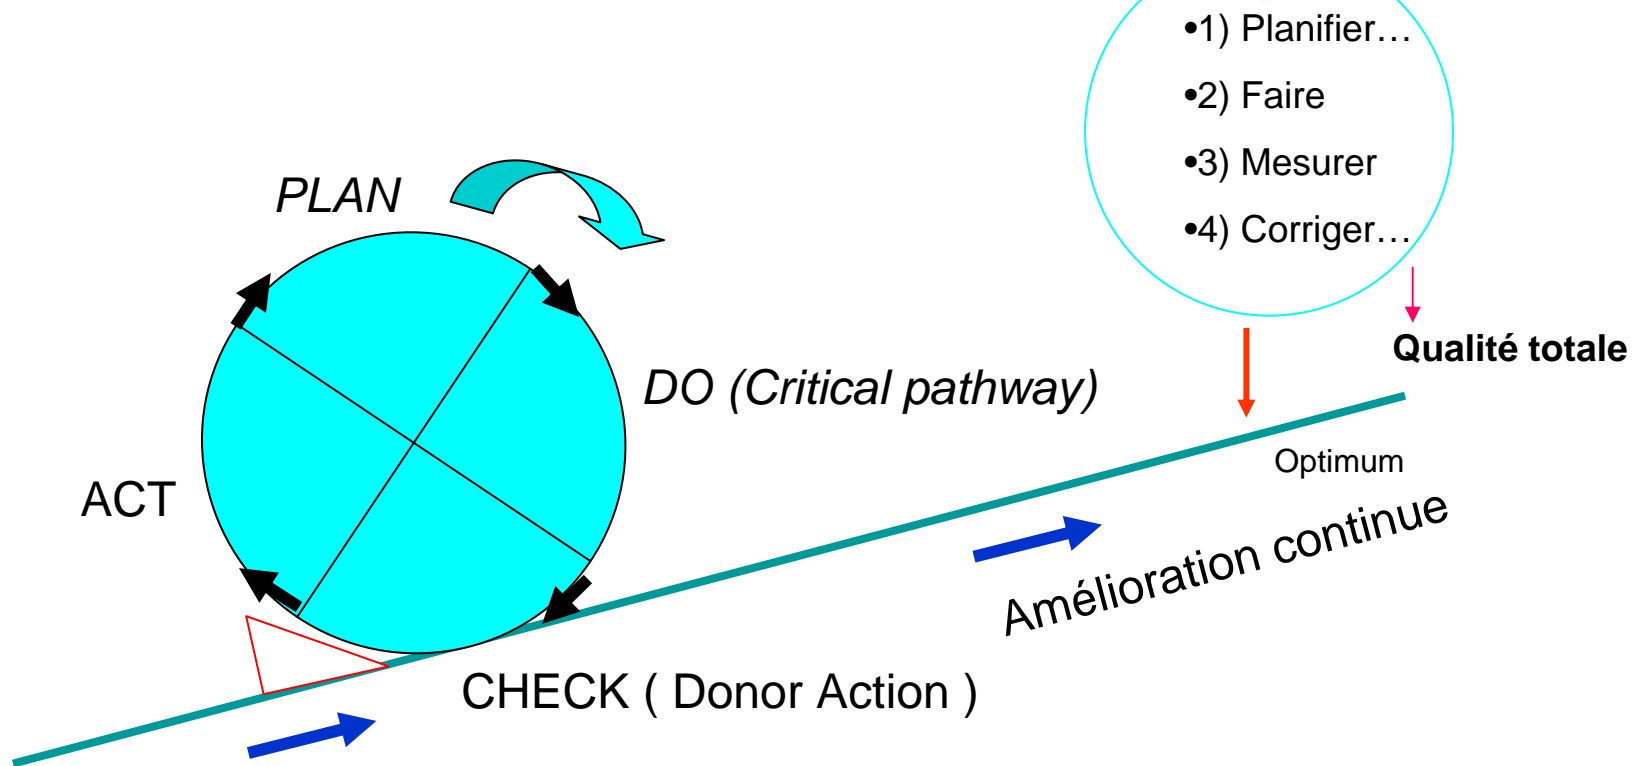 •1) Planifier…
•2) Faire
•3) Mesurer
•4) Corriger…
PLAN
Qualité totale
DO (Critical pathway)
Optimum
ACT
Amélioration continue
CHECK ( Donor Action )